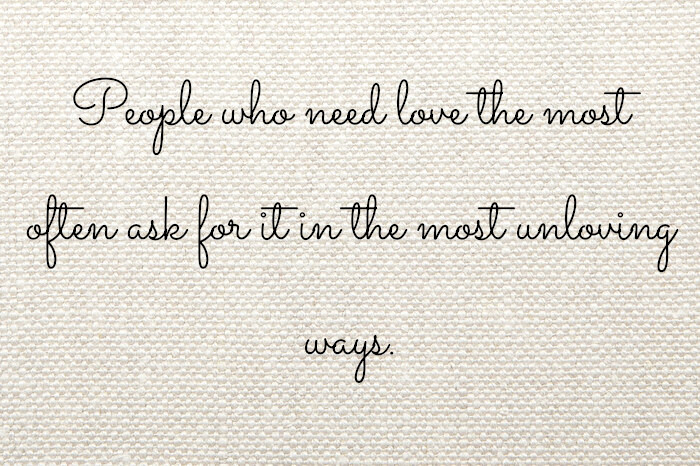 People who need love the most
often ask for it in the most unloving
ways.